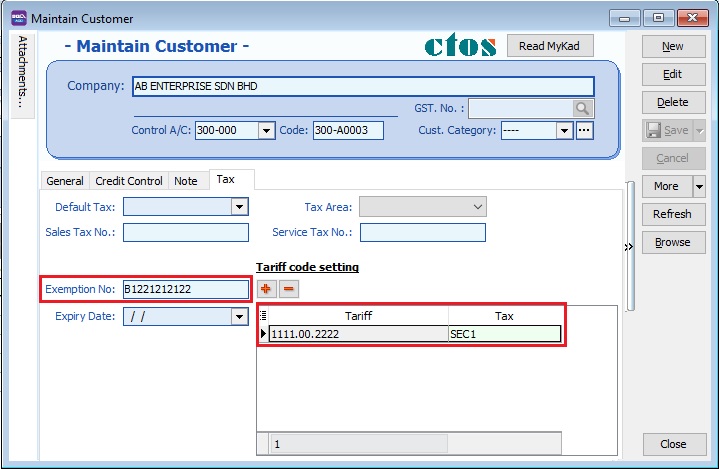 Maintain Customer
Attachments...
- Maintain Customer -
ctos
Read MyKad
Company: AB ENTERPRISE SDN BHD
GST. No. :
Control A/C: 300-000 Code: 300-A0003 Cust. Category: ---- ...
General Credit Control Note Tax
Default Tax: Tax Area:
Sales Tax No.: Service Tax No.:
Tariff code setting
Exemption No: B1221212122
Expiry Date: / /
Tariff Tax
1111.00.2222 SEC1
1
New
Edit
Delete
Save
Cancel
More
Refresh
Browse
Close